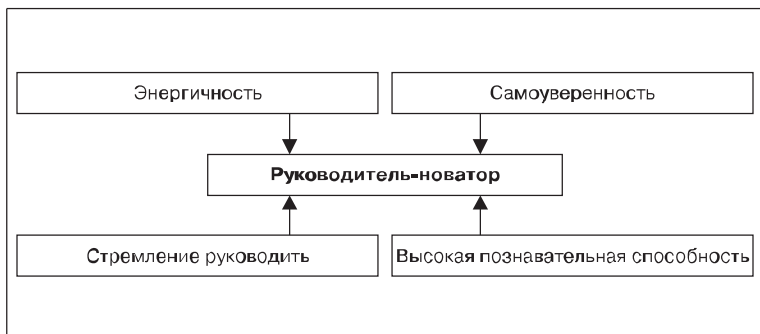 Энергичность
Самоуверенность
Руководитель-новатор
Стремление руководить
Высокая познавательная способность